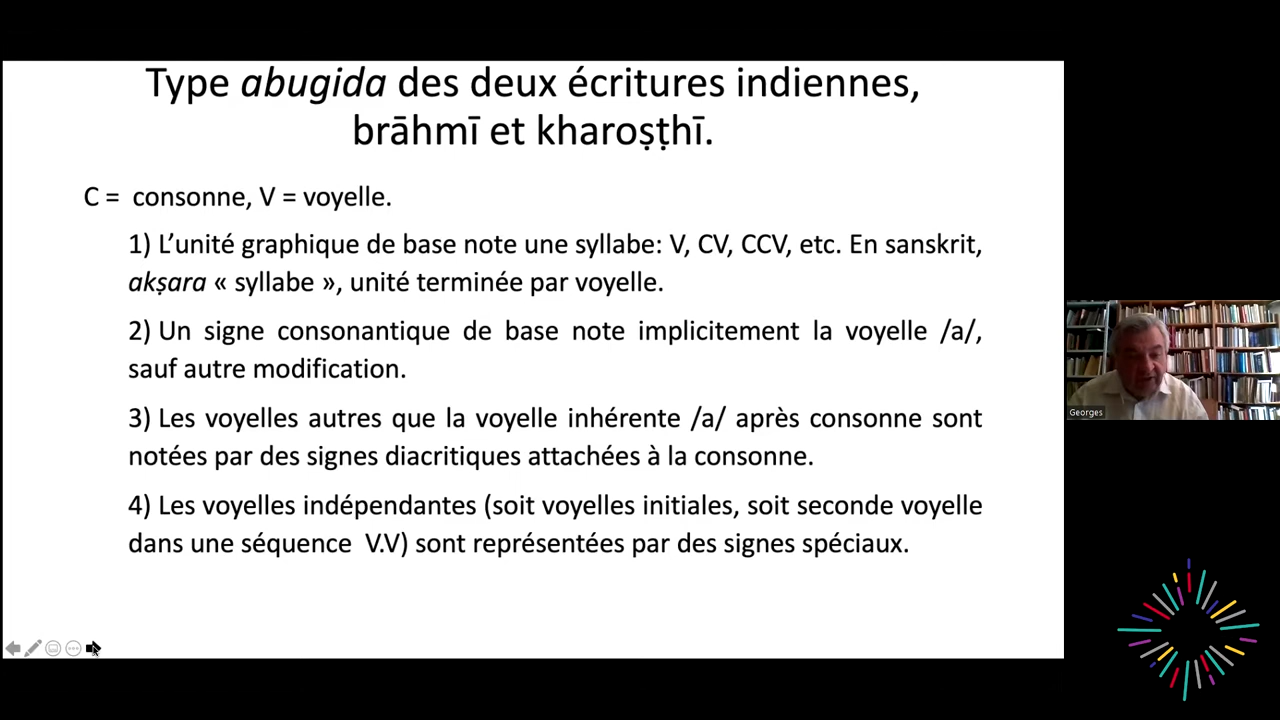 Type abugida des deux écritures indiennes,
brāhmī et kharoṣṭhī.
C =  consonne, V = voyelle.
1) L’unité graphique de base note une syllabe: V, CV, CCV, etc. En sanskrit,
akṣara « syllabe », unité terminée par voyelle.
2) Un signe consonantique de base note implicitement la voyelle /a/,
sauf autre modification.
3) Les voyelles autres que la voyelle inhérente /a/ après consonne sont
notées par des signes diacritiques attachées à la consonne.
4) Les voyelles indépendantes (soit voyelles initiales, soit seconde voyelle
dans une séquence  V.V) sont représentées par des signes spéciaux.
Georges